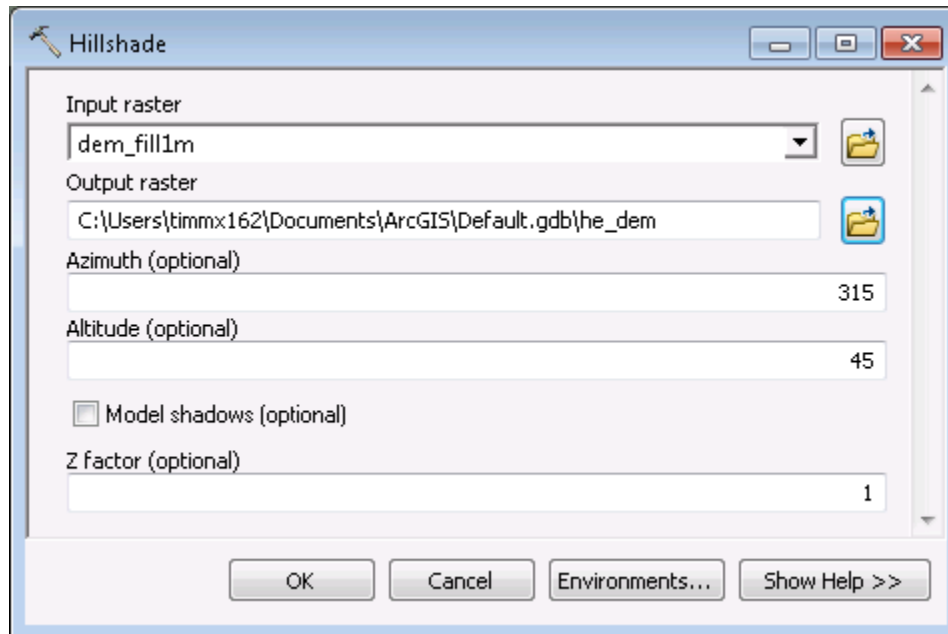 Hillshade
Input raster
dem_fill1m
Output raster
C:\Users\timmx162\Documents\ArcGIS\Default.gdb\he_dem
Azimuth (optional)
315
Altitude (optional)
45
Model shadows (optional)
Z factor (optional)
1
OK Cancel Environments... Show Help >>